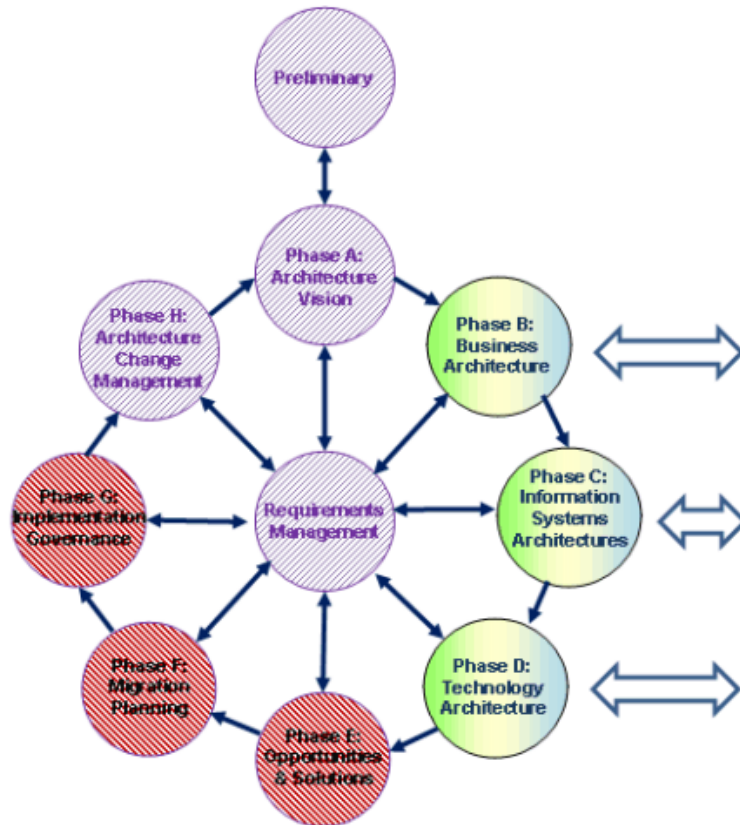 Preliminary
Phase A:
Architecture
Vision
Phase H:
Architecture
Change
Management
Phase B:
Business
Architecture
Phase G:
Implementation
Governance
Requirements
Management
Phase C:
Information
Systems
Architectures
Phase F:
Migration
Planning
Phase D:
Technology
Architecture
Phase E:
Opportunities
& Solutions